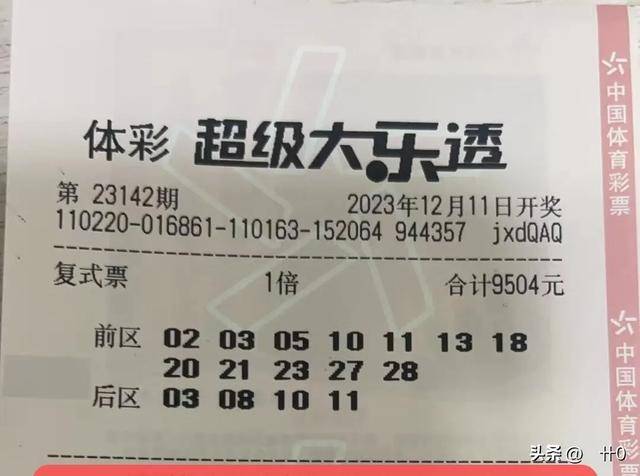 体彩 超级大乐透
第 23142期 2023年12月11日开奖
110220-016861-110163-152064 944357 jxdQAQ
复式票 1倍 合计9504元
前区 02 03 05 10 11 13 18
20 21 23 27 28
后区 03 08 10 11
中国体育彩票
中国体育彩票
头条@